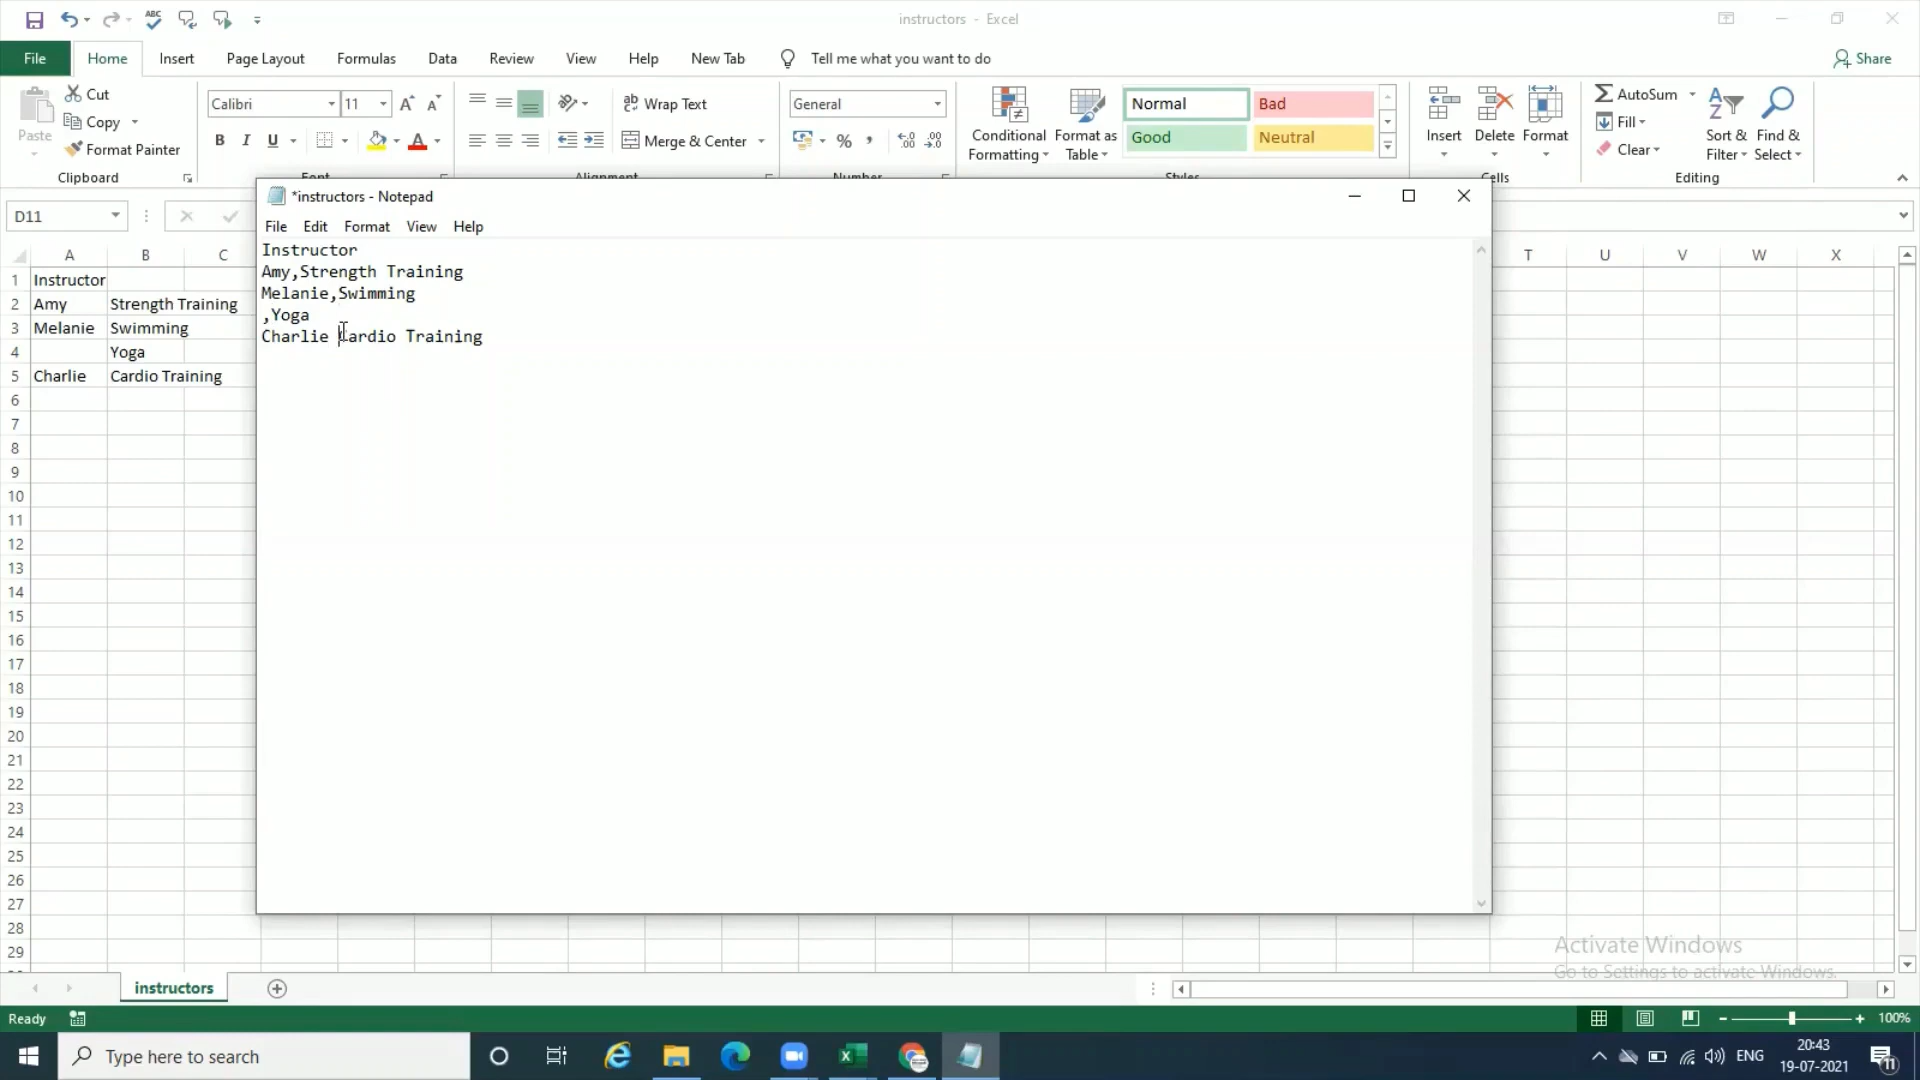 instructors - Excel
File Home Insert Page Layout Formulas Data Review View Help New Tab Tell me what you want to do Share
Paste
Cut
Copy
Format Painter
Clipboard
Calibri 11
B I U
Font
Wrap Text
Merge & Center
Alignment
General
%
Number
Conditional Formatting
Format as Table
Normal Bad
Good Neutral
Styles
Insert Delete Format
Cells
AutoSum
Fill
Clear
Sort & Filter
Find & Select
Editing
D11
A B C T U V W X
1 Instructor
2 Amy Strength Training
3 Melanie Swimming
4 Yoga
5 Charlie Cardio Training
6
7
8
9
10
11
12
13
14
15
16
17
18
19
20
21
22
23
24
25
26
27
28
29
*instructors - Notepad
File Edit Format View Help
Instructor
Amy,Strength Training
Melanie,Swimming
,Yoga
Charlie Cardio Training
Activate Windows
Go to Settings to activate Windows.
instructors
Ready
100%
Type here to search
ENG
20:43
19-07-2021
11